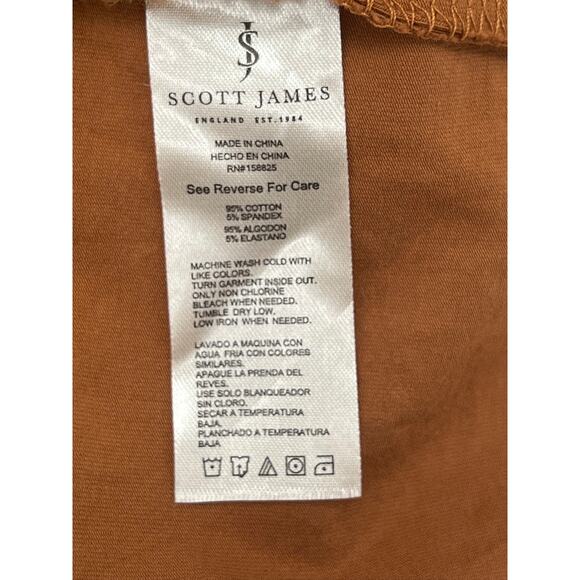 JS
SCOTT JAMES
ENGLAND EST.1984
MADE IN CHINA
HECHO EN CHINA
RN#158825
See Reverse For Care
95% COTTON
5% SPANDEX
95% ALGODON
5% ELASTANO
MACHINE WASH COLD WITH
LIKE COLORS.
TURN GARMENT INSIDE OUT.
ONLY NON CHLORINE
BLEACH WHEN NEEDED.
TUMBLE DRY LOW.
LOW IRON WHEN NEEDED.
LAVADO A MAQUINA CON
AGUA FRIA CON COLORES
SIMILARES.
APAGUE LA PRENDA DEL
REVES.
USE SOLO BLANQUEADOR
SIN CLORO.
SECAR A TEMPERATURA
BAJA.
PLANCHADO A TEMPERATURA
BAJA